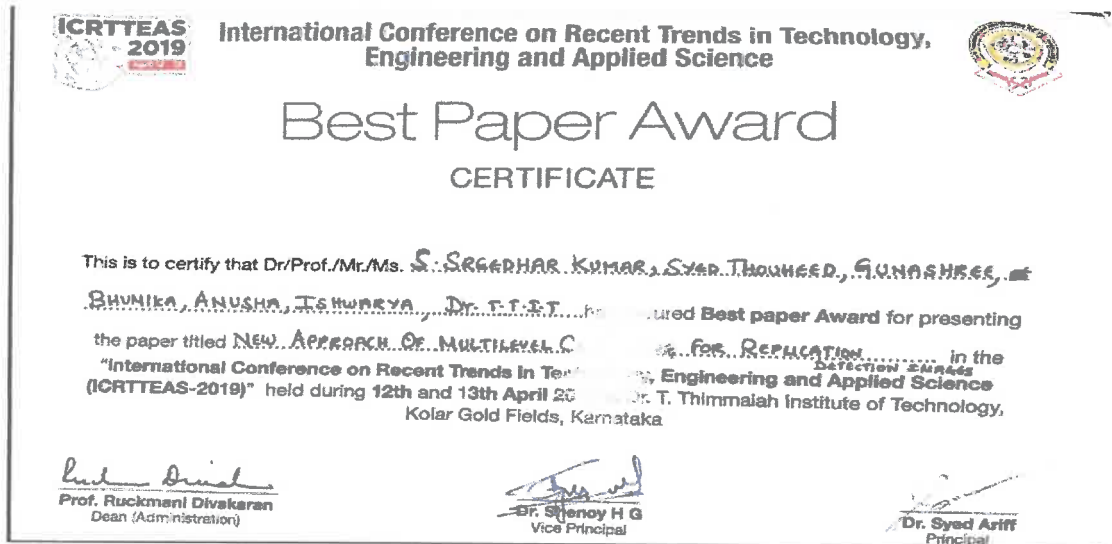 ICRTTEAS
2019
International Conference on Recent Trends in Technology,
Engineering and Applied Science
Best Paper Award
CERTIFICATE
This is to certify that Dr/Prof./Mr./Ms. S. SREEDHAR KUMAR, SYED THOUHEED, GUNASHREE,
BHUMIKA, ANUSHA, ISHWARYA, Dr. T.T.I.T ured Best paper Award for presenting
the paper titled NEW APPROACH OF MULTILEVEL C FOR REPLICATION in the
DETECTION IMAGES
"International Conference on Recent Trends in Te , Engineering and Applied Science
(ICRTTEAS-2019)" held during 12th and 13th April 20 Dr. T. Thimmaiah Institute of Technology,
Kolar Gold Fields, Karnataka
Prof. Ruckmani Divakaran
Dean (Administration)
Dr. Shenoy H G
Vice Principal
Dr. Syed Ariff
Principal